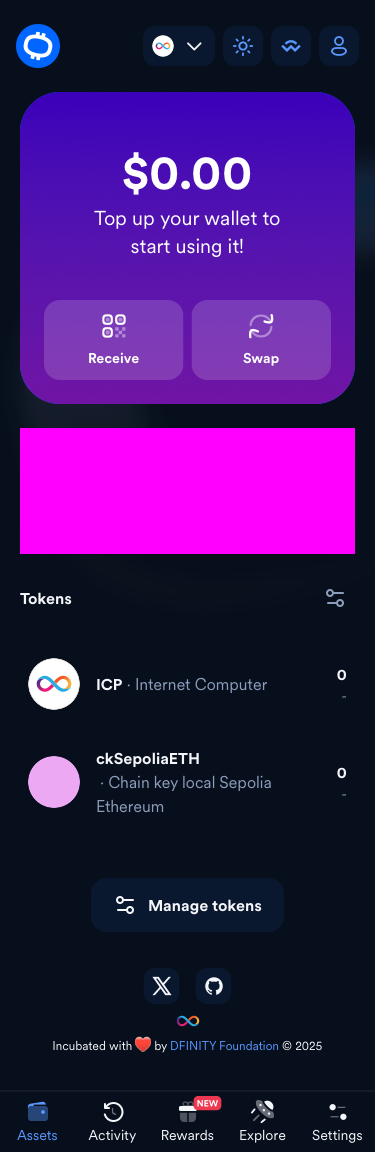 $0.00
Top up your wallet to
start using it!
Receive
Swap
Tokens
ICP · Internet Computer
0
-
ckSepoliaETH
· Chain key local Sepolia
Ethereum
0
-
Manage tokens
Incubated with ❤️ by DFINITY Foundation © 2025
NEW
Assets
Activity
Rewards
Explore
Settings